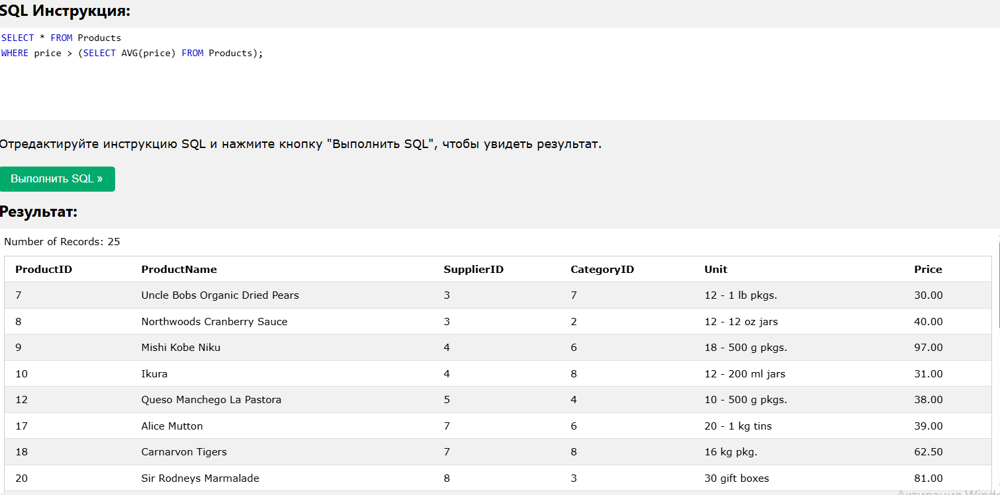 SQL Инструкция:
SELECT * FROM Products
WHERE price > (SELECT AVG(price) FROM Products);
Отредактируйте инструкцию SQL и нажмите кнопку "Выполнить SQL", чтобы увидеть результат.
Выполнить SQL »
Результат:
Number of Records: 25
ProductID ProductName SupplierID CategoryID Unit Price
7 Uncle Bobs Organic Dried Pears 3 7 12 - 1 lb pkgs. 30.00
8 Northwoods Cranberry Sauce 3 2 12 - 12 oz jars 40.00
9 Mishi Kobe Niku 4 6 18 - 500 g pkgs. 97.00
10 Ikura 4 8 12 - 200 ml jars 31.00
12 Queso Manchego La Pastora 5 4 10 - 500 g pkgs. 38.00
17 Alice Mutton 7 6 20 - 1 kg tins 39.00
18 Carnarvon Tigers 7 8 16 kg pkg. 62.50
20 Sir Rodneys Marmalade 8 3 30 gift boxes 81.00